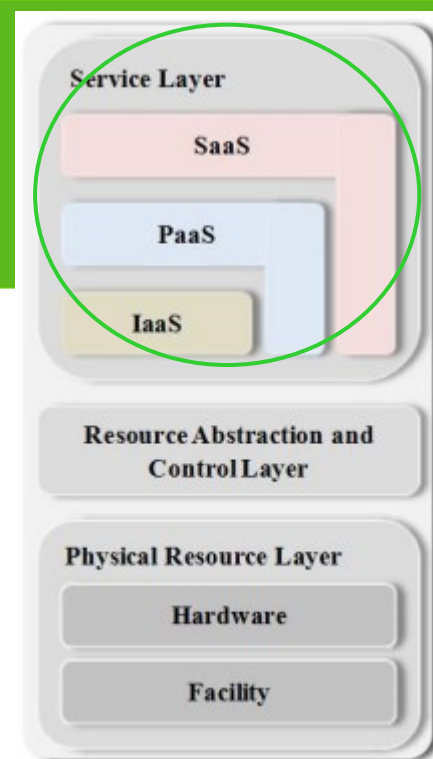 Service Layer
SaaS
PaaS
IaaS
Resource Abstraction and
Control Layer
Physical Resource Layer
Hardware
Facility